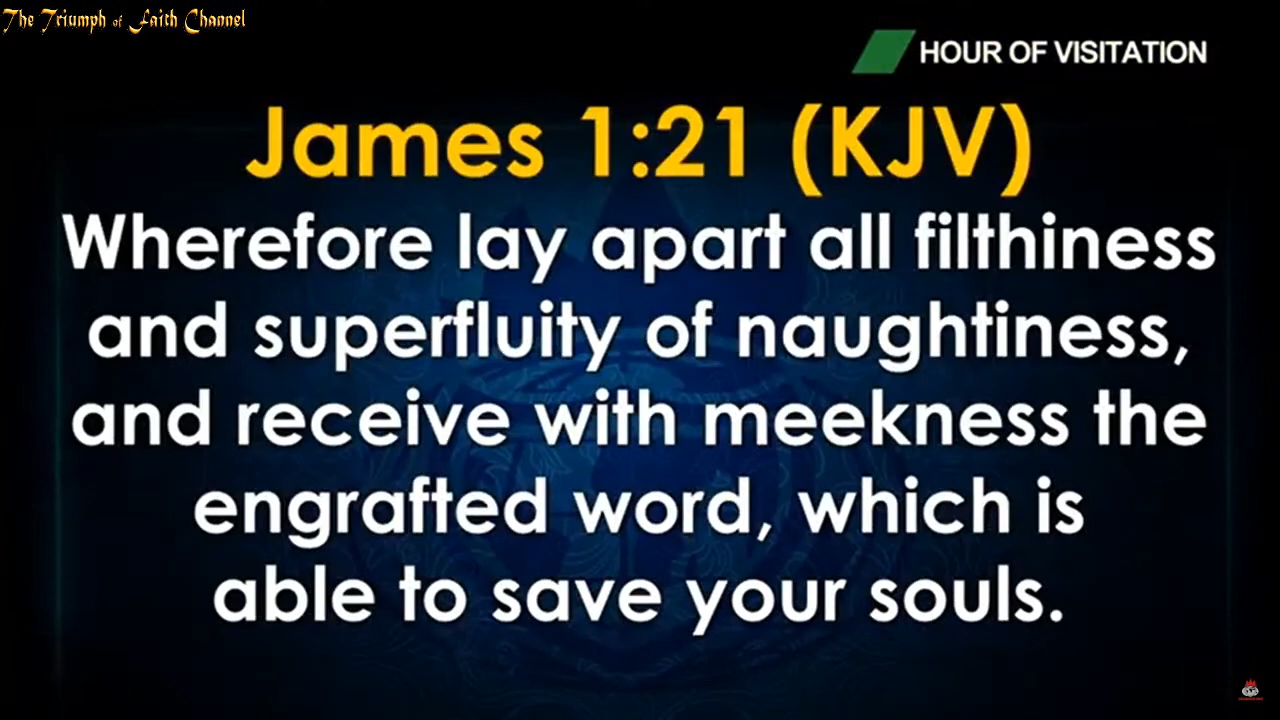 The Triumph of Faith Channel
HOUR OF VISITATION
James 1:21 (KJV)
Wherefore lay apart all filthiness
and superfluity of naughtiness,
and receive with meekness the
engrafted word, which is
able to save your souls.